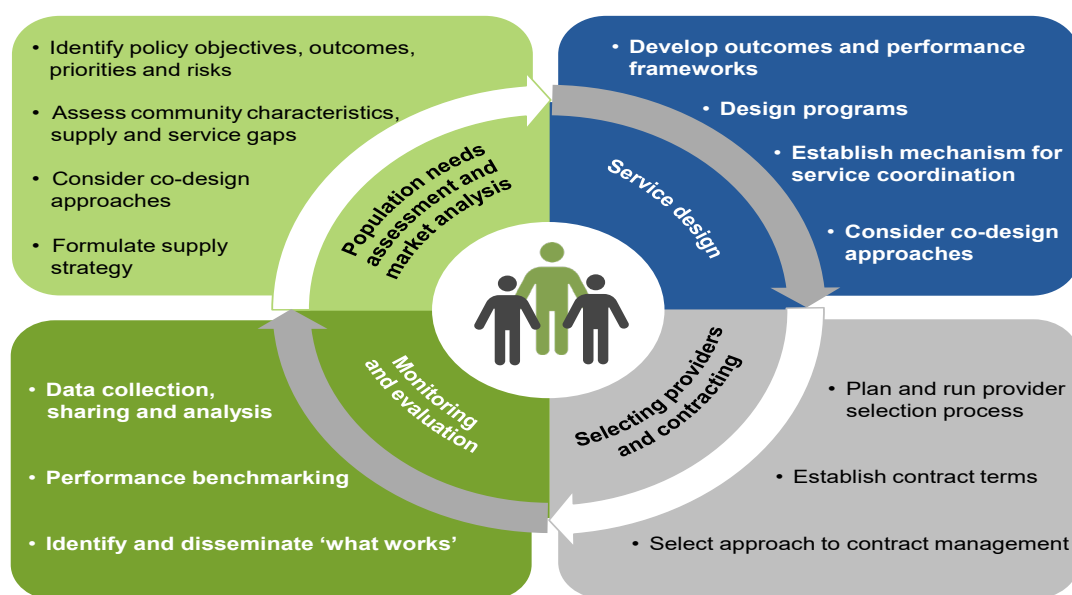 • Identify policy objectives, outcomes,
priorities and risks
• Assess community characteristics,
supply and service gaps
• Consider co-design
approaches
• Formulate supply
strategy
Population needs
assessment and
market analysis
• Develop outcomes and performance
frameworks
• Design programs
• Establish mechanism for
service coordination
• Consider co-design
approaches
Service design
• Data collection,
sharing and analysis
• Performance benchmarking
• Identify and disseminate ‘what works’
Monitoring
and evaluation
Selecting providers
and contracting
• Plan and run provider
selection process
• Establish contract terms
• Select approach to contract management